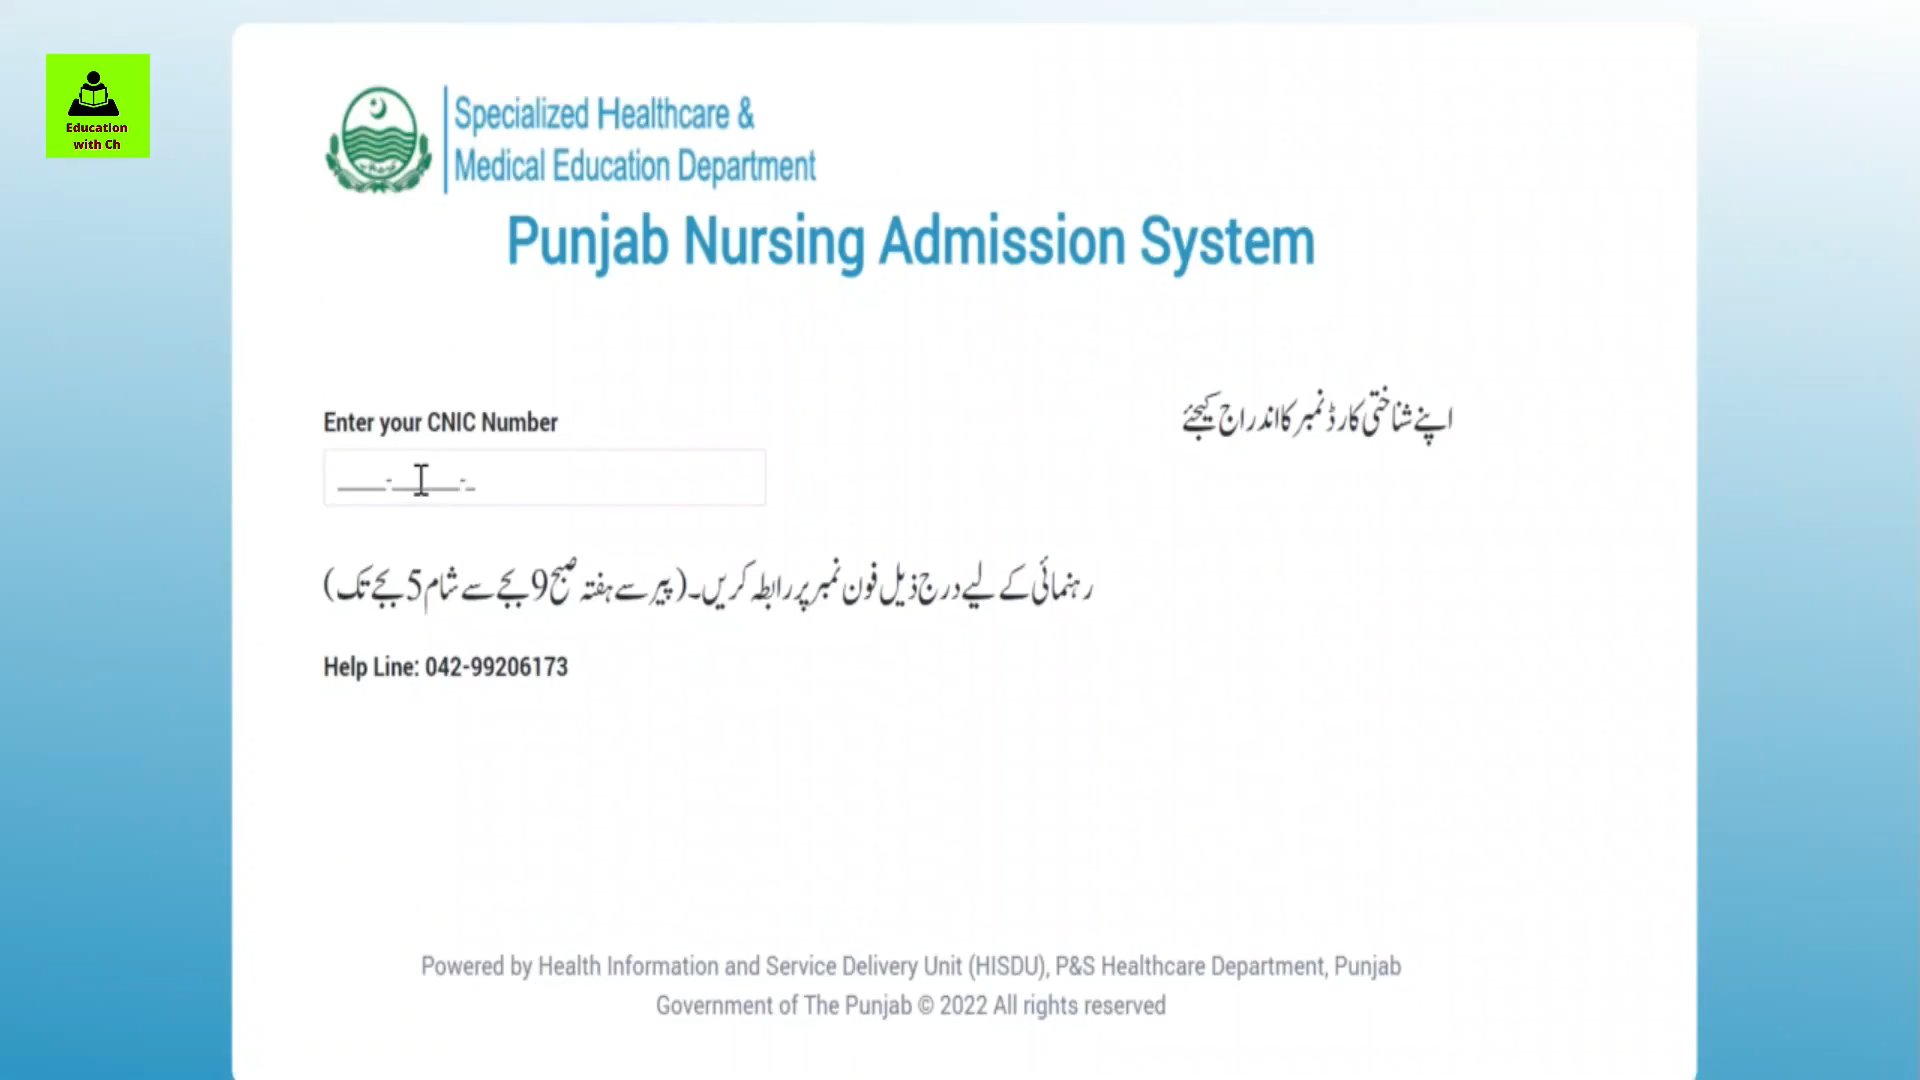 Education
with Ch
Specialized Healthcare &
Medical Education Department
Punjab Nursing Admission System
Enter your CNIC Number
اپنے شناختی کارڈ نمبر کا اندراج کیجئے
_____-_______-_
رہنمائی کے لیے درج ذیل فون نمبر پر رابطہ کریں۔ (پیر سے ہفتہ صبح 9 بجے سے شام 5 بجے تک)
Help Line: 042-99206173
Powered by Health Information and Service Delivery Unit (HISDU), P&S Healthcare Department, Punjab
Government of The Punjab © 2022 All rights reserved